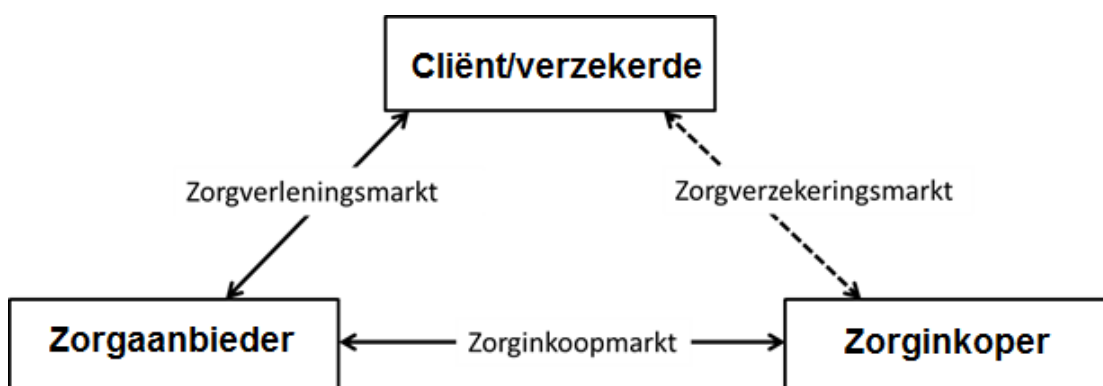 Cliënt/verzekerde
Zorgverleningsmarkt
Zorgverzekeringsmarkt
Zorgaanbieder
Zorginkoopmarkt
Zorginkoper